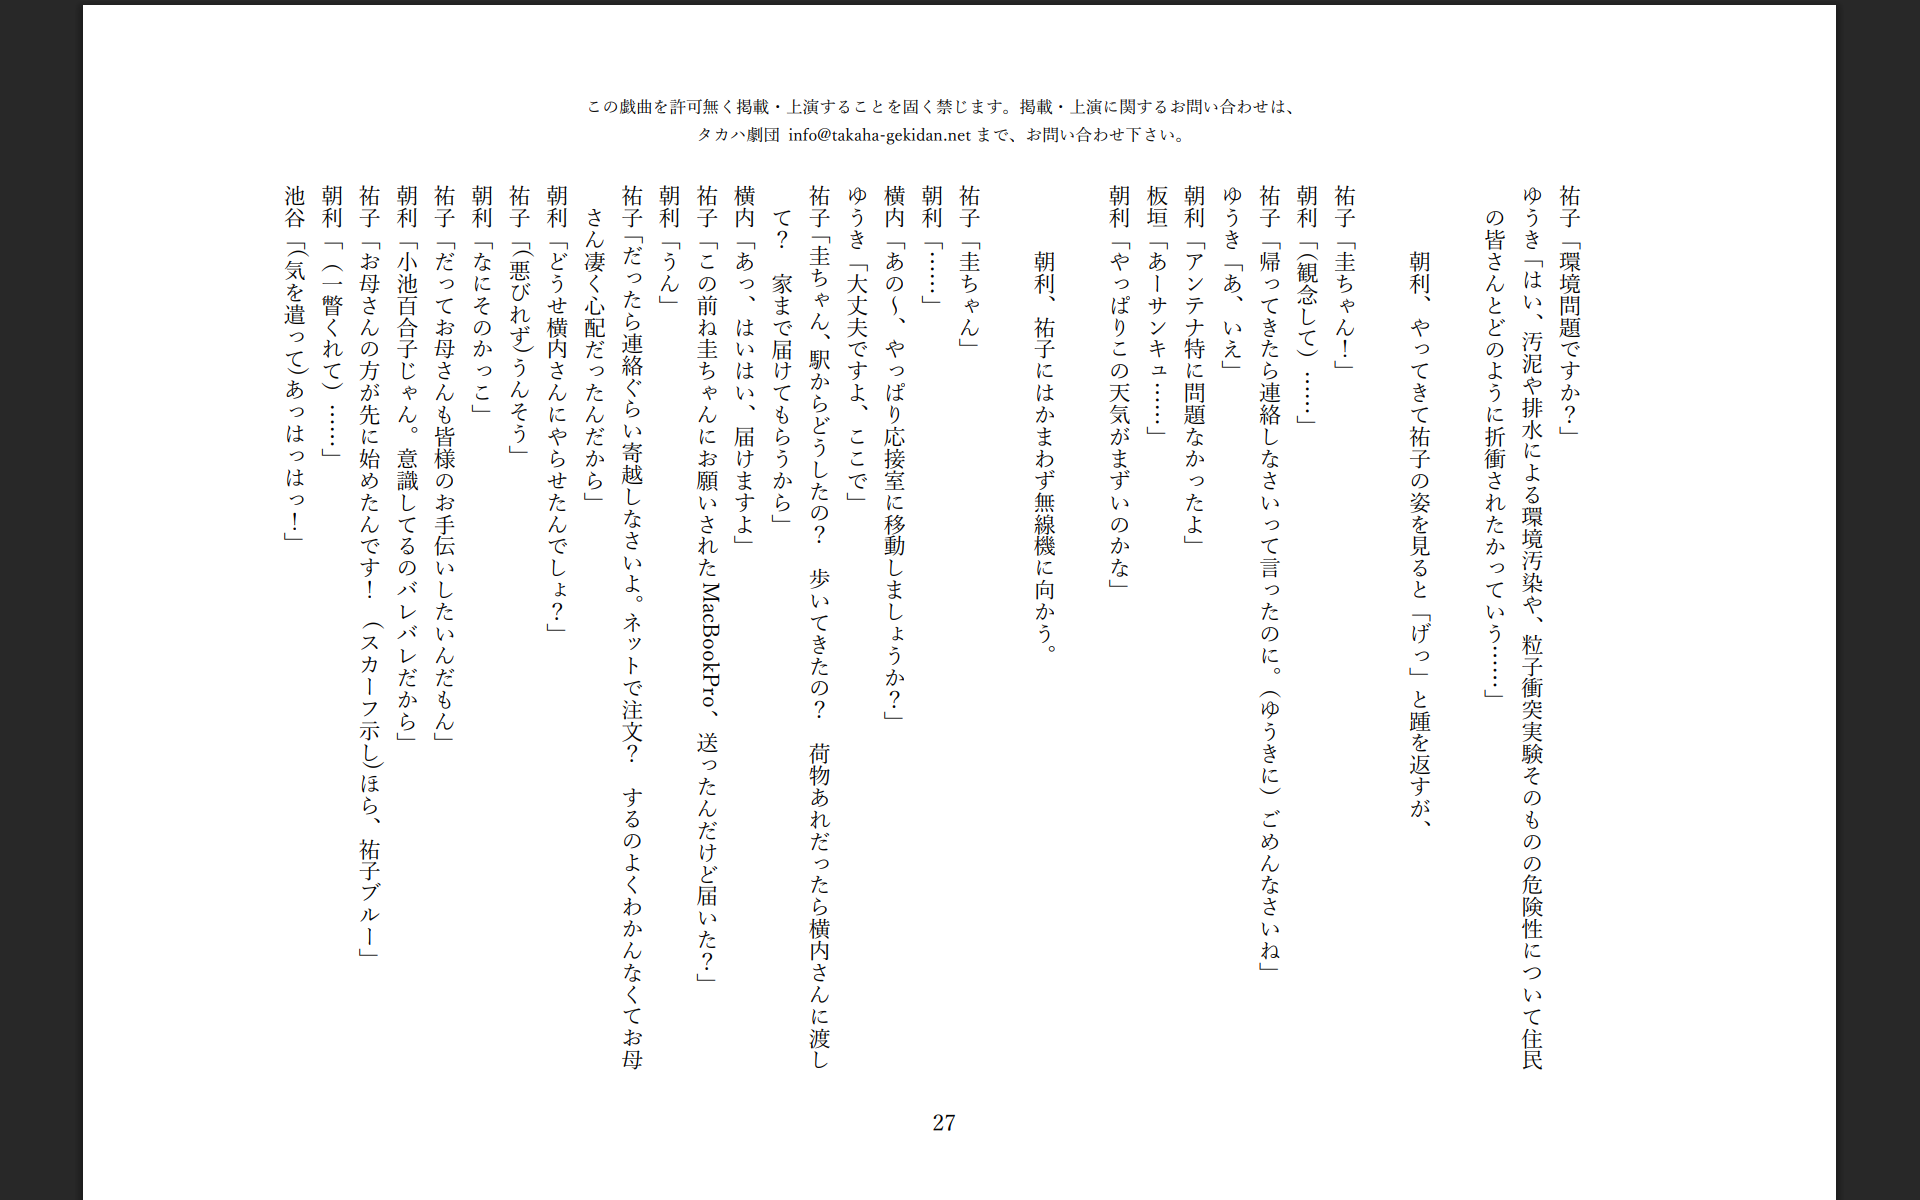 この戯曲を許可無く掲載・上演することを固く禁じます。掲載・上演に関するお問い合わせは、
タカハ劇団 info@takaha-gekidan.net まで、お問い合わせ下さい。
祐子「環境問題ですか？」
ゆうき「はい、汚泥や排水による環境汚染や、粒子衝突実験そのものの危険性について住民
の皆さんとどのように折衝されたかっていう……」
朝利、やってきて祐子の姿を見ると「げっ」と踵を返すが、
祐子「圭ちゃん！」
朝利「（観念して）……」
祐子「帰ってきたら連絡しなさいって言ったのに。（ゆうきに）ごめんなさいね」
ゆうき「あ、いえ」
朝利「アンテナ特に問題なかったよ」
板垣「あーサンキュ……」
朝利「やっぱりこの天気がまずいのかな」
朝利、祐子にはかまわず無線機に向かう。
祐子「圭ちゃん」
朝利「……」
横内「あの～、やっぱり応接室に移動しましょうか？」
ゆうき「大丈夫ですよ、ここで」
祐子「圭ちゃん、駅からどうしたの？　歩いてきたの？　荷物あれだったら横内さんに渡し
て？　家まで届けてもらうから」
横内「あっ、はいはい、届けますよ」
祐子「この前ね圭ちゃんにお願いされたMacBookPro、送ったんだけど届いた？」
朝利「うん」
祐子「だったら連絡ぐらい寄越しなさいよ。ネットで注文？　するのよくわかんなくてお母
さん凄く心配だったんだから」
朝利「どうせ横内さんにやらせたんでしょ？」
祐子「（悪びれず）うんそう」
朝利「なにそのかっこ」
祐子「だってお母さんも皆様のお手伝いしたいんだもん」
朝利「小池百合子じゃん。意識してるのバレバレだから」
祐子「お母さんの方が先に始めたんです！（スカーフ示し）ほら、祐子ブルー」
朝利「（一瞥くれて）……」
池谷「（気を遣って）あっはっはっ！」
27